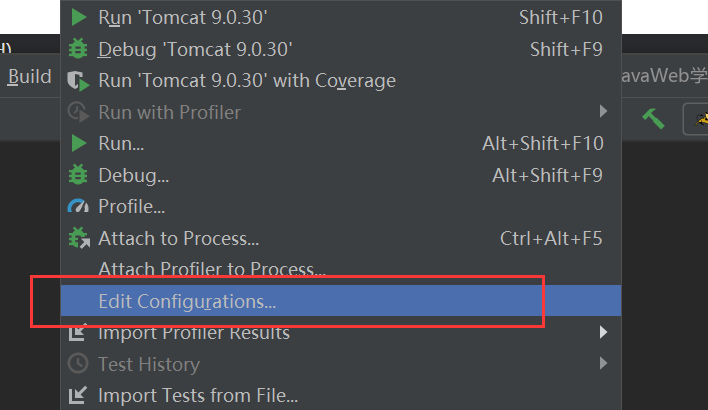 Run 'Tomcat 9.0.30' Shift+F10
Debug 'Tomcat 9.0.30' Shift+F9
Build
Run 'Tomcat 9.0.30' with Coverage
avaWeb学
Run with Profiler
Run... Alt+Shift+F10
Debug... Alt+Shift+F9
Profile...
Attach to Process... Ctrl+Alt+F5
Attach Profiler to Process...
Edit Configurations...
Import Profiler Results
Test History
Import Tests from File...